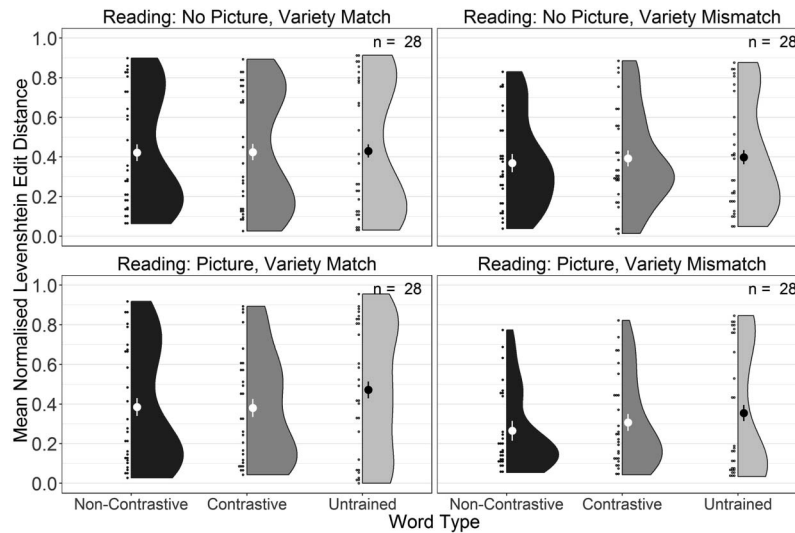 Reading: No Picture, Variety Match
Reading: No Picture, Variety Mismatch
n = 28
n = 28
1.0
0.8
0.6
0.4
0.2
0.0
Reading: Picture, Variety Match
Reading: Picture, Variety Mismatch
n = 28
n = 28
1.0
0.8
0.6
0.4
0.2
0.0
Mean Normalised Levenshtein Edit Distance
Non-Contrastive Contrastive Untrained
Non-Contrastive Contrastive Untrained
Word Type